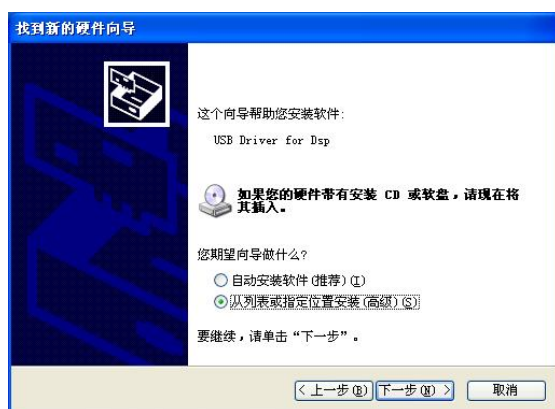 找到新的硬件向导
这个向导帮助您安装软件:
USB Driver for Dsp
如果您的硬件带有安装 CD 或软盘，请现在将
其插入。
您期望向导做什么?
自动安装软件(推荐)(I)
从列表或指定位置安装(高级)(S)
要继续，请单击“下一步”。
< 上一步(B) 下一步(N) > 取消